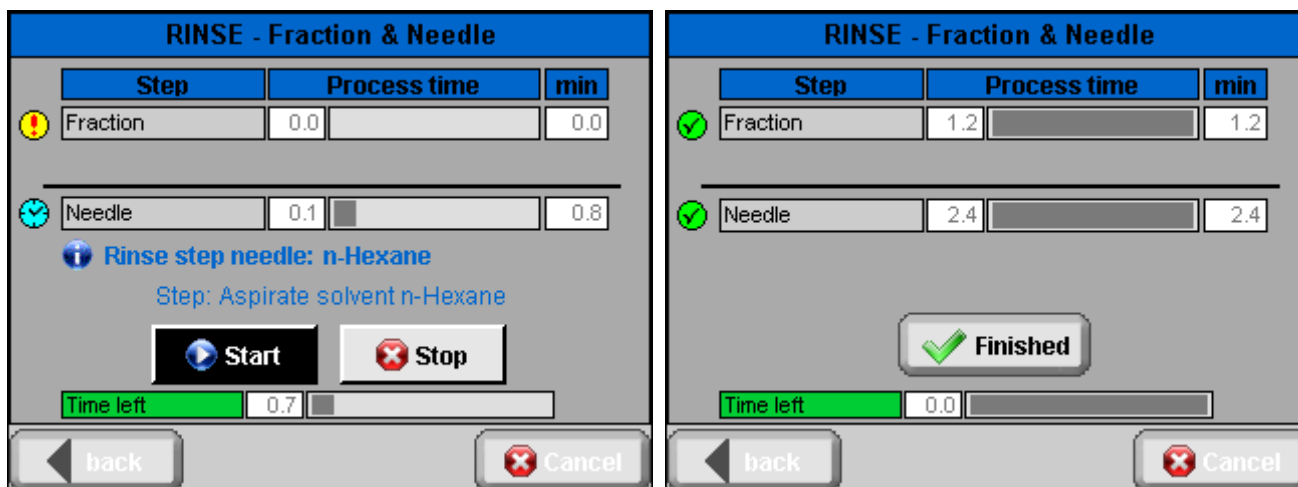 RINSE - Fraction & Needle
Step Process time min
Fraction 0.0 0.0
Needle 0.1 0.8
Rinse step needle: n-Hexane
Step: Aspirate solvent n-Hexane
Start Stop
Time left 0.7
back Cancel
RINSE - Fraction & Needle
Step Process time min
Fraction 1.2 1.2
Needle 2.4 2.4
Finished
Time left 0.0
back Cancel